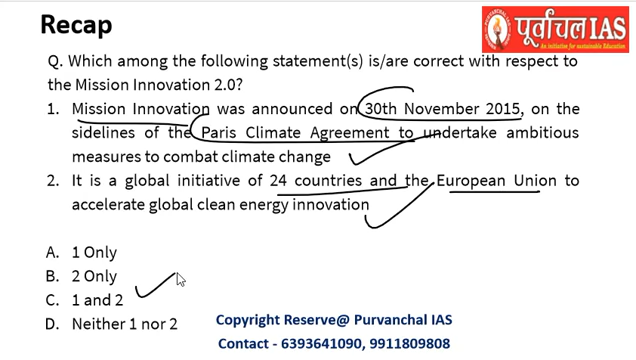 Recap
पूर्वांचल IAS
An initiative for sustainable Education
Q. Which among the following statement(s) is/are correct with respect to
the Mission Innovation 2.0?
1. Mission Innovation was announced on 30th November 2015, on the
sidelines of the Paris Climate Agreement to undertake ambitious
measures to combat climate change
2. It is a global initiative of 24 countries and the European Union to
accelerate global clean energy innovation
A. 1 Only
B. 2 Only
C. 1 and 2
D. Neither 1 nor 2
Copyright Reserve@ Purvanchal IAS
Contact - 6393641090, 9911809808